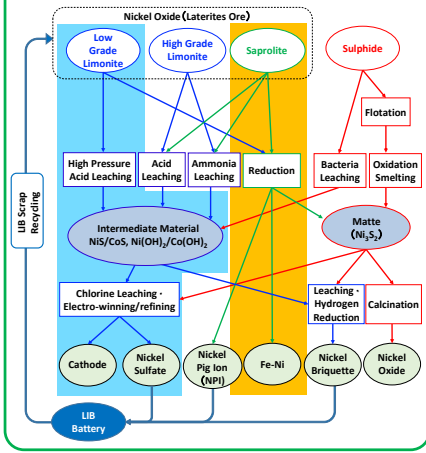 Nickel Oxide(Laterites Ore)
Low
Grade
Limonite
High Grade
Limonite
Saprolite
Sulphide
Flotation
High Pressure
Acid Leaching
Acid
Leaching
Ammonia
Leaching
Reduction
Bacteria
Leaching
Oxidation
Smelting
LIB Scrap
Recycling
Intermediate Material
NiS/CoS, Ni(OH)₂/Co(OH)₂
Matte
(Ni₃S₂)
Chlorine Leaching・
Electro-winning/refining
Leaching・
Hydrogen
Reduction
Calcination
Cathode
Nickel
Sulfate
Nickel
Pig Ion
(NPI)
Fe-Ni
Nickel
Briquette
Nickel
Oxide
LIB
Battery